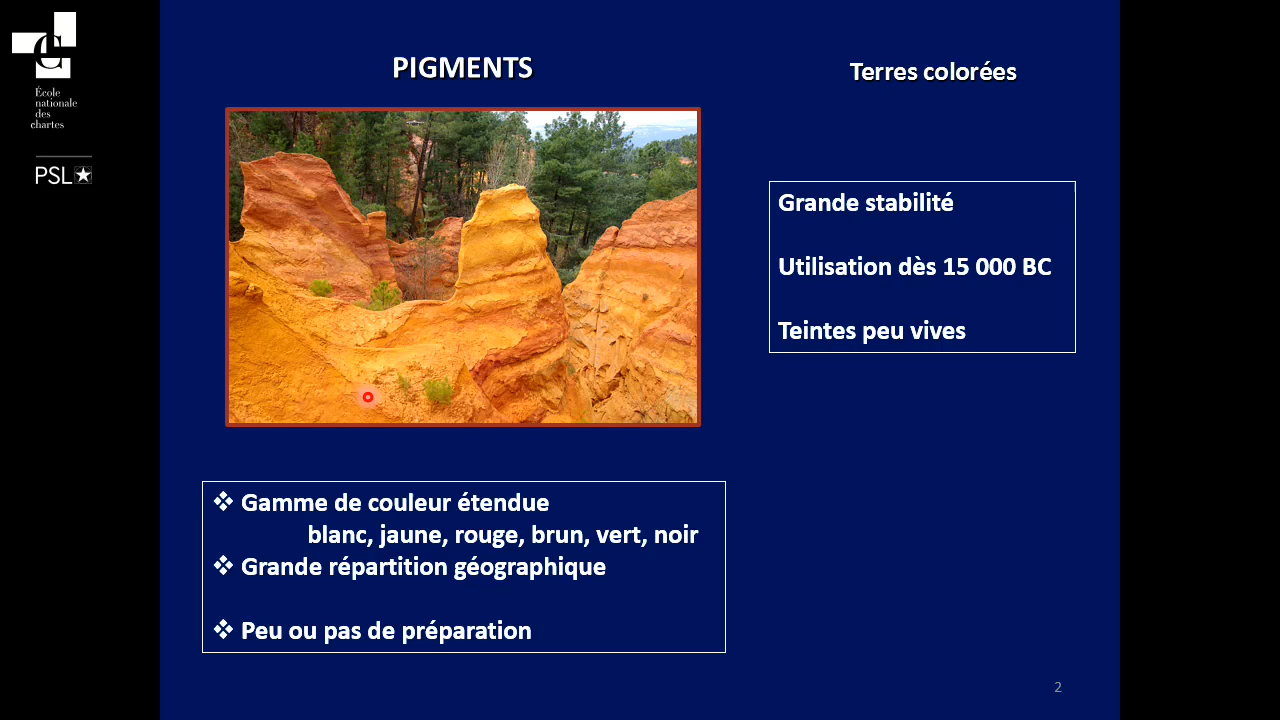 École
nationale
des
chartes
PSL
PIGMENTS
Terres colorées
Grande stabilité
Utilisation dès 15 000 BC
Teintes peu vives
❖ Gamme de couleur étendue
blanc, jaune, rouge, brun, vert, noir
❖ Grande répartition géographique
❖ Peu ou pas de préparation
2